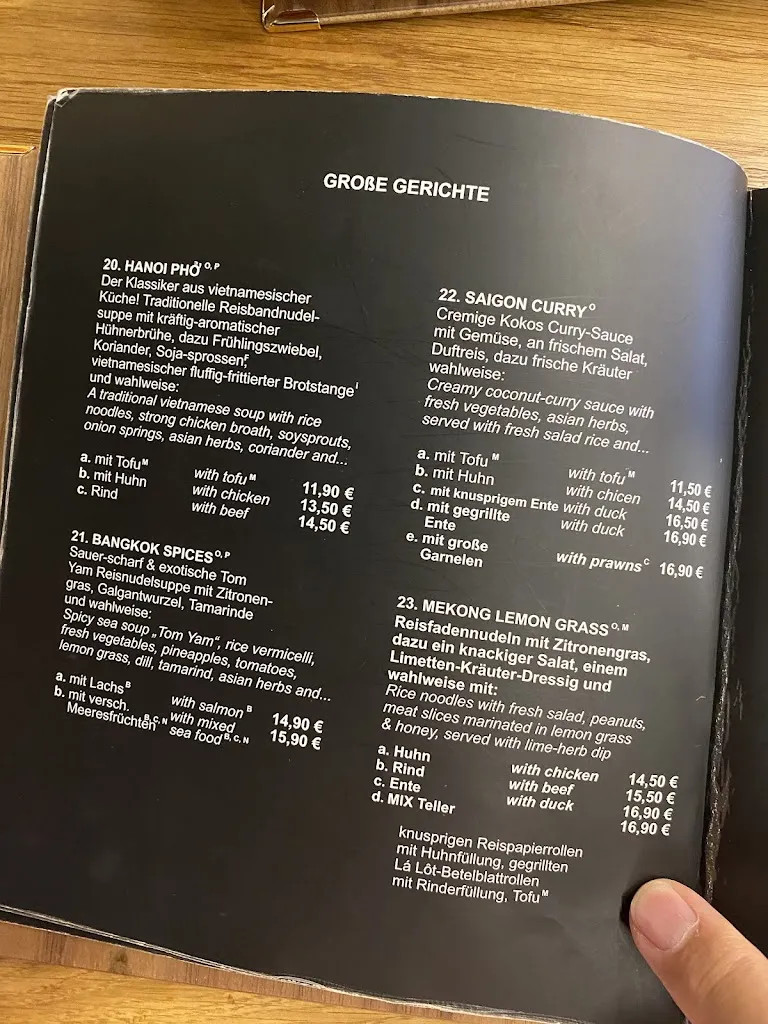 GROßE GERICHTE
20. HANOI PHỞ O, P
Der Klassiker aus vietnamesischer
Küche! Traditionelle Reisbandnudel-
suppe mit kräftig-aromatischer
Hühnerbrühe, dazu Frühlingszwiebel,
Koriander, Soja-sprossen F,
vietnamesischer fluffig-frittierter Brotstange I
und wahlweise:
A traditional vietnamese soup with rice
noodles, strong chicken broath, soysprouts,
onion springs, asian herbs, coriander and...
a. mit Tofu M with tofu M 11,90 €
b. mit Huhn with chicken 13,50 €
c. Rind with beef 14,50 €
21. BANGKOK SPICES O, P
Sauer-scharf & exotische Tom
Yam Reisnudelsuppe mit Zitronen-
gras, Galgantwurzel, Tamarinde
und wahlweise:
Spicy sea soup „Tom Yam“, rice vermicelli,
fresh vegetables, pineapples, tomatoes,
lemon grass, dill, tamarind, asian herbs and...
a. mit Lachs B with salmon B 14,90 €
b. mit versch. with mixed 15,90 €
Meeresfrüchten B, C, N sea food B, C, N
22. SAIGON CURRY O
Cremige Kokos Curry-Sauce
mit Gemüse, an frischem Salat,
Duftreis, dazu frische Kräuter
wahlweise:
Creamy coconut-curry sauce with
fresh vegetables, asian herbs,
served with fresh salad rice and...
a. mit Tofu M with tofu M 11,50 €
b. mit Huhn with chicen 14,50 €
c. mit knusprigem Ente with duck 16,50 €
d. mit gegrillte with duck 16,90 €
Ente
e. mit große with prawns C 16,90 €
Garnelen
23. MEKONG LEMON GRASS O, M
Reisfadennudeln mit Zitronengras,
dazu ein knackiger Salat, einem
Limetten-Kräuter-Dressig und
wahlweise mit:
Rice noodles with fresh salad, peanuts,
meat slices marinated in lemon grass
& honey, served with lime-herb dip
a. Huhn with chicken 14,50 €
b. Rind with beef 15,50 €
c. Ente with duck 16,90 €
d. MIX Teller 16,90 €
knusprigen Reispapierrollen
mit Huhnfüllung, gegrillten
Lá Lôt-Betelblattrollen
mit Rinderfüllung, Tofu M